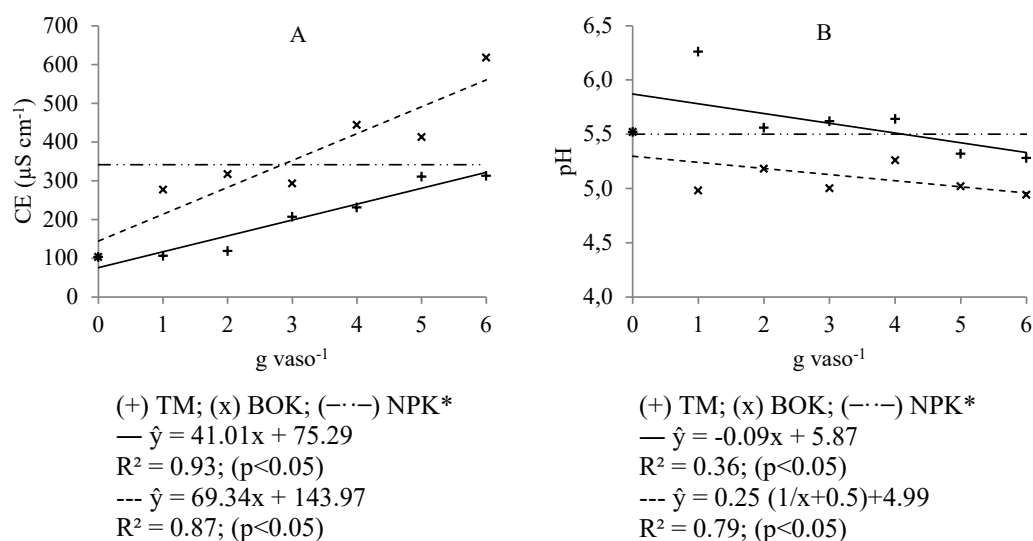 A
CE (µS cm-1)
700
600
500
400
300
200
100
0
0 1 2 3 4 5 6
g vaso-1
(+) TM; (x) BOK; (−··−) NPK*
— ŷ = 41.01x + 75.29
R² = 0.93; (p<0.05)
--- ŷ = 69.34x + 143.97
R² = 0.87; (p<0.05)
B
pH
6,5
6,0
5,5
5,0
4,5
4,0
0 1 2 3 4 5 6
g vaso-1
(+) TM; (x) BOK; (−··−) NPK*
— ŷ = -0.09x + 5.87
R² = 0.36; (p<0.05)
--- ŷ = 0.25 (1/x+0.5)+4.99
R² = 0.79; (p<0.05)